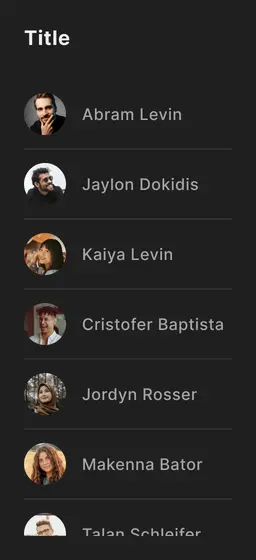 Title
Abram Levin
Jaylon Dokidis
Kaiya Levin
Cristofer Baptista
Jordyn Rosser
Makenna Bator
Talan Schleifer